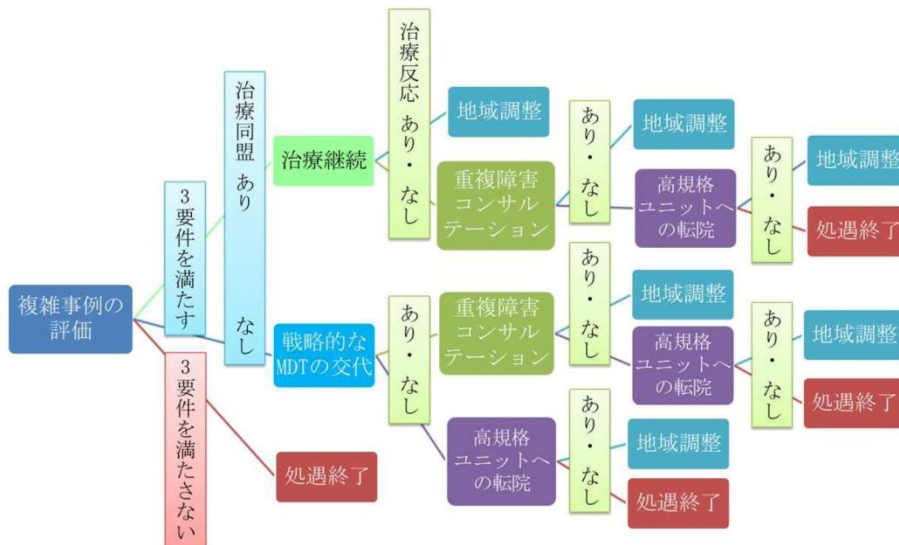 複雑事例の
評価
3要件を満たす
3要件を満たさない
治療同盟 あり
なし
治療継続
戦略的な
MDTの交代
処遇終了
治療反応 あり・なし
地域調整
重複障害
コンサル
テーション
あり・なし
地域調整
高規格
ユニットへ
の転院
あり・なし
地域調整
処遇終了
あり・なし
重複障害
コンサル
テーション
あり・なし
地域調整
高規格
ユニットへ
の転院
あり・なし
地域調整
処遇終了
高規格
ユニットへ
の転院
あり・なし
地域調整
処遇終了